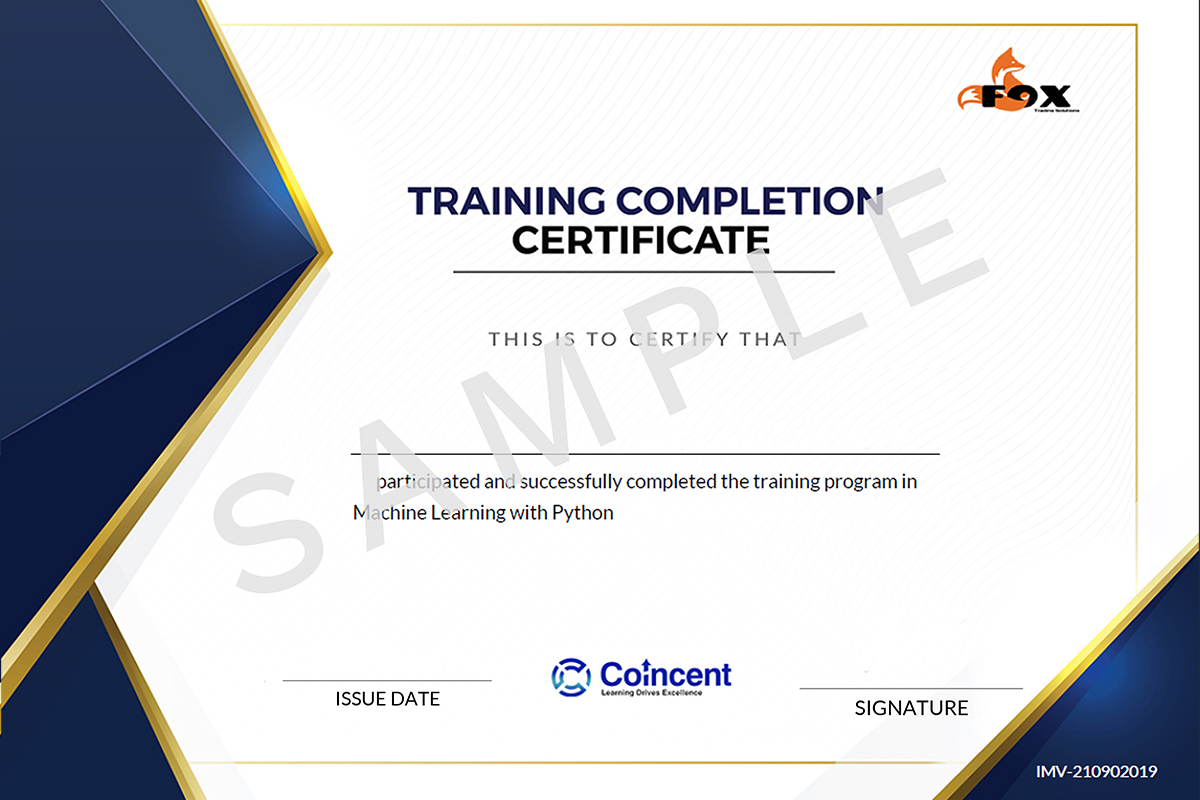 FOX
Trading Solutions
TRAINING COMPLETION
CERTIFICATE
THIS IS TO CERTIFY THAT
SAMPLE
participated and successfully completed the training program in
Machine Learning with Python
Coincent
Learning Drives Excellence
ISSUE DATE
SIGNATURE
IMV-210902019